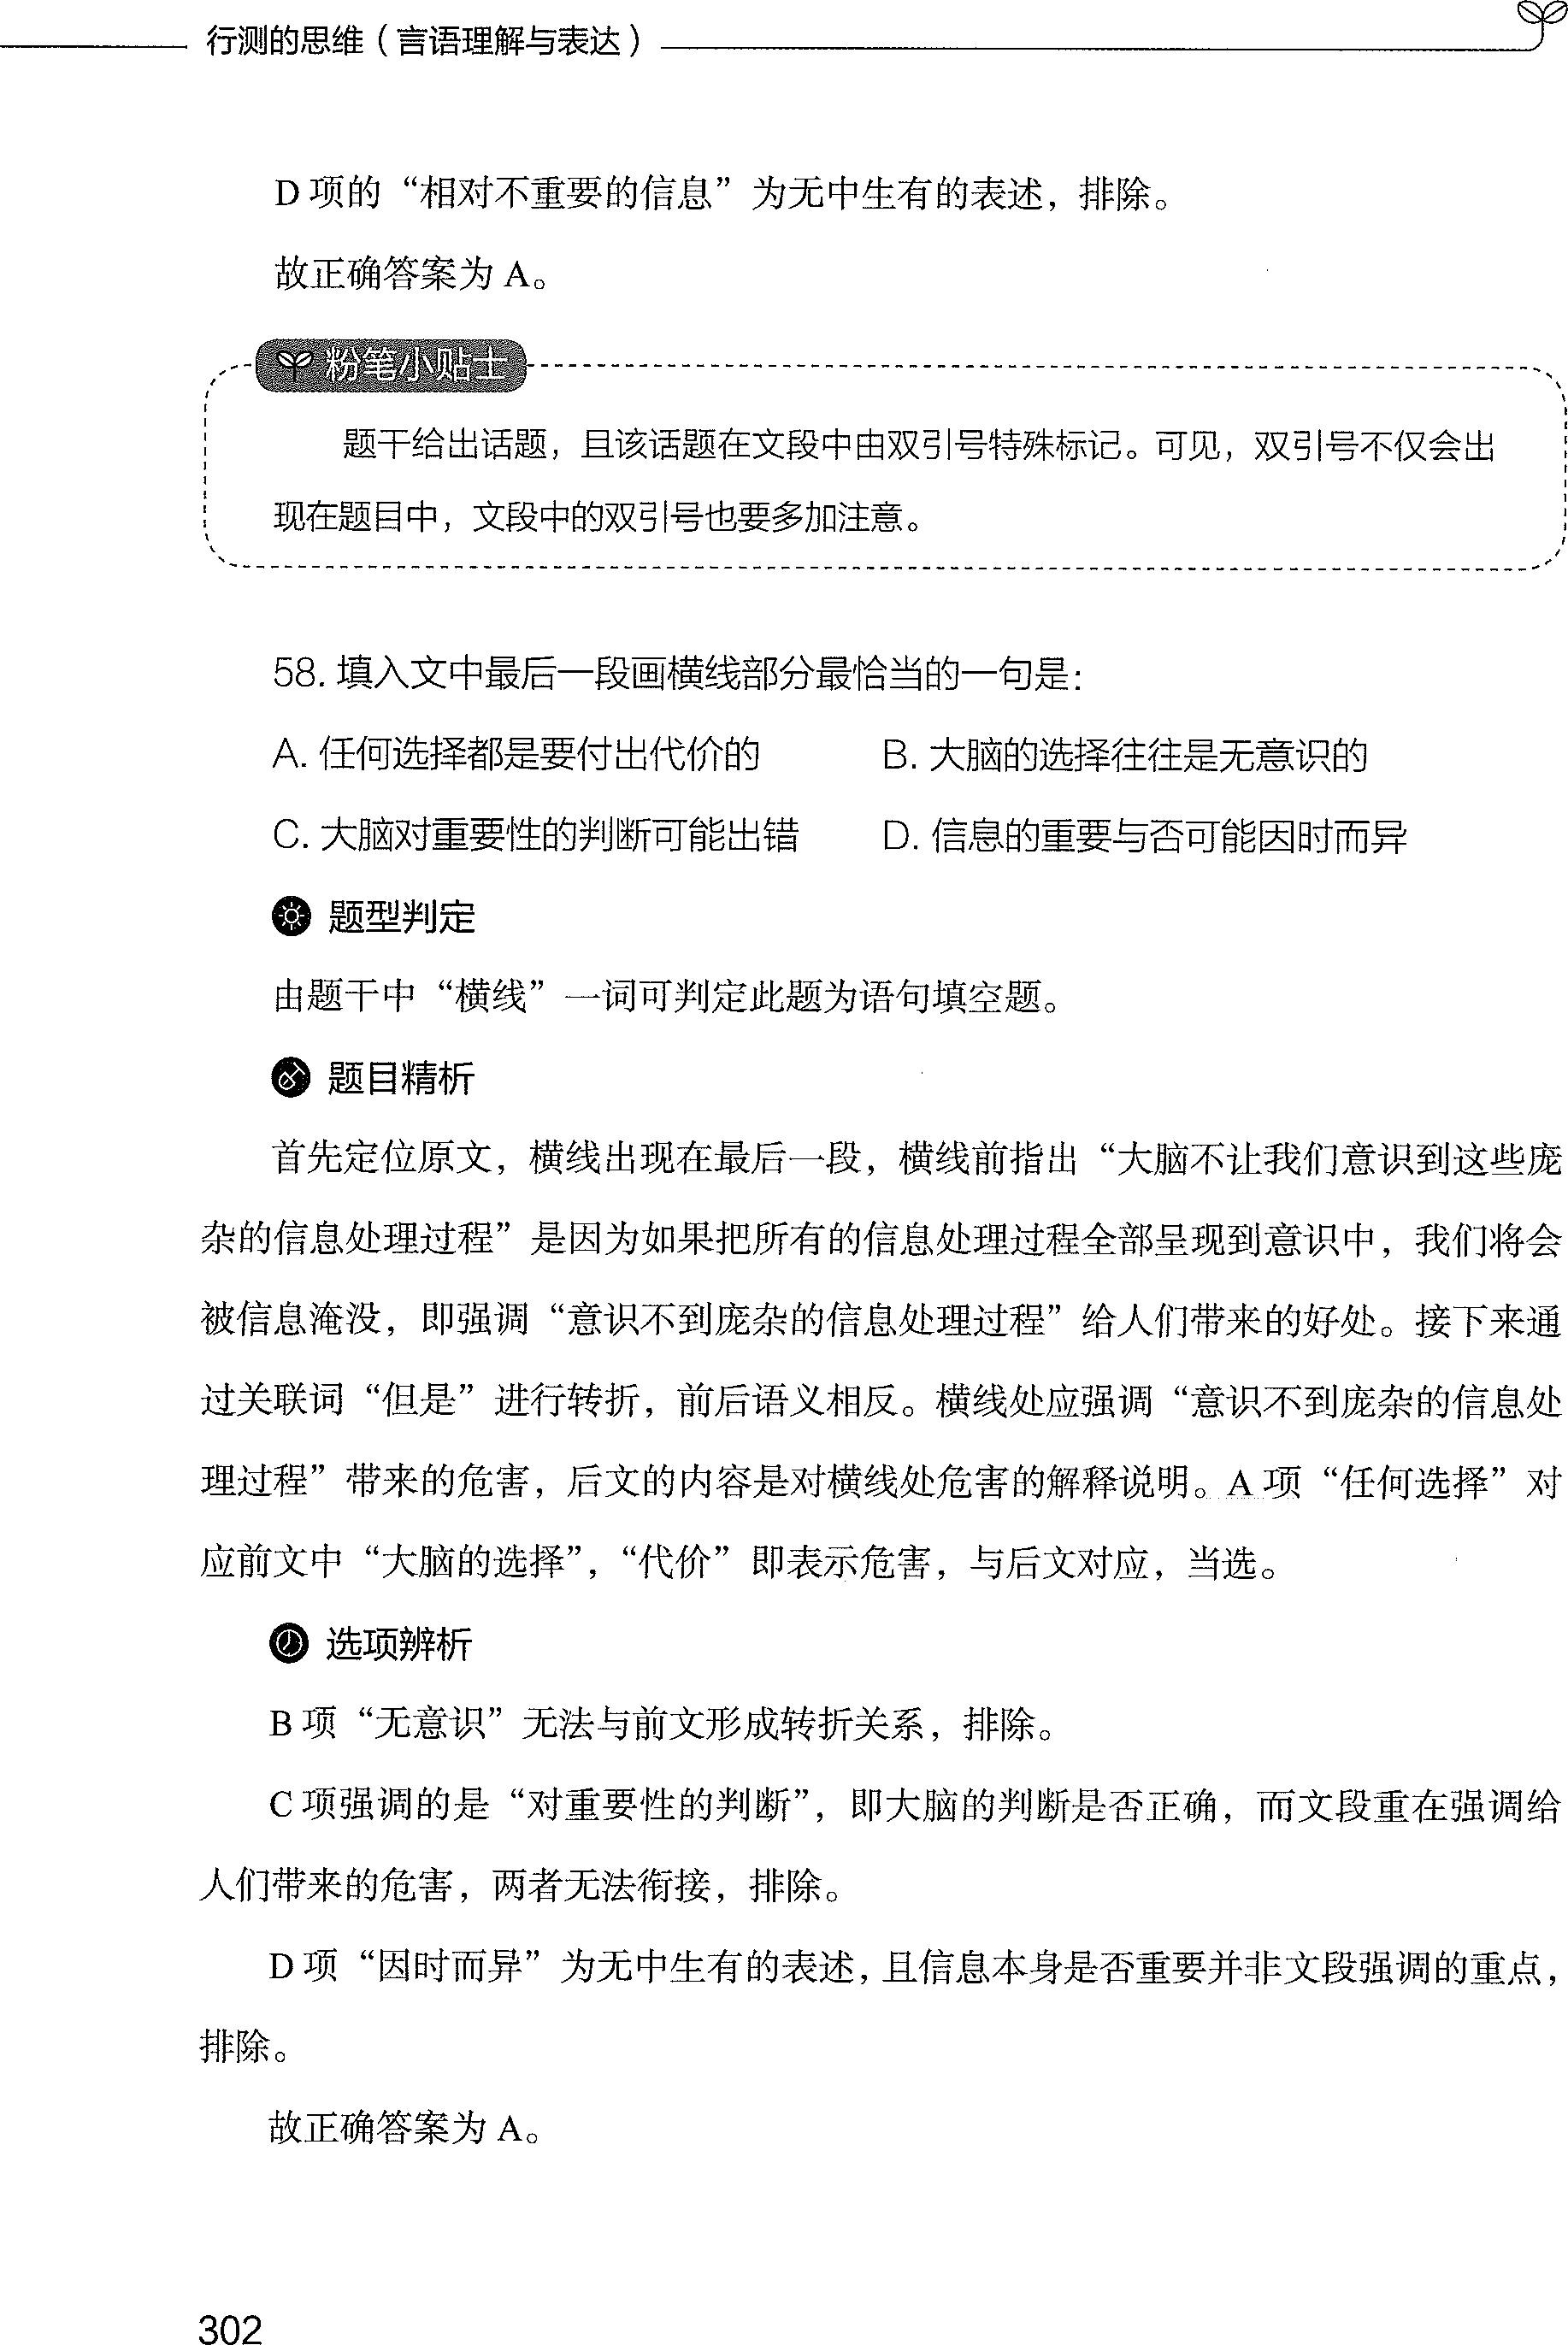 行测的思维（言语理解与表达）
D 项的“相对不重要的信息”为无中生有的表述，排除。
故正确答案为 A。
粉笔小贴士
题干给出话题，且该话题在文段中由双引号特殊标记。可见，双引号不仅会出
现在题目中，文段中的双引号也要多加注意。
58. 填入文中最后一段画横线部分最恰当的一句是：
A. 任何选择都是要付出代价的 B. 大脑的选择往往是无意识的
C. 大脑对重要性的判断可能出错 D. 信息的重要与否可能因时而异
题型判定
由题干中“横线”一词可判定此题为语句填空题。
题目精析
首先定位原文，横线出现在最后一段，横线前指出“大脑不让我们意识到这些庞
杂的信息处理过程”是因为如果把所有的信息处理过程全部呈现到意识中，我们将会
被信息淹没，即强调“意识不到庞杂的信息处理过程”给人们带来的好处。接下来通
过关联词“但是”进行转折，前后语义相反。横线处应强调“意识不到庞杂的信息处
理过程”带来的危害，后文的内容是对横线处危害的解释说明。A 项“任何选择”对
应前文中“大脑的选择”，“代价”即表示危害，与后文对应，当选。
选项辨析
B 项“无意识”无法与前文形成转折关系，排除。
C 项强调的是“对重要性的判断”，即大脑的判断是否正确，而文段重在强调给
人们带来的危害，两者无法衔接，排除。
D 项“因时而异”为无中生有的表述，且信息本身是否重要并非文段强调的重点，
排除。
故正确答案为 A。
302